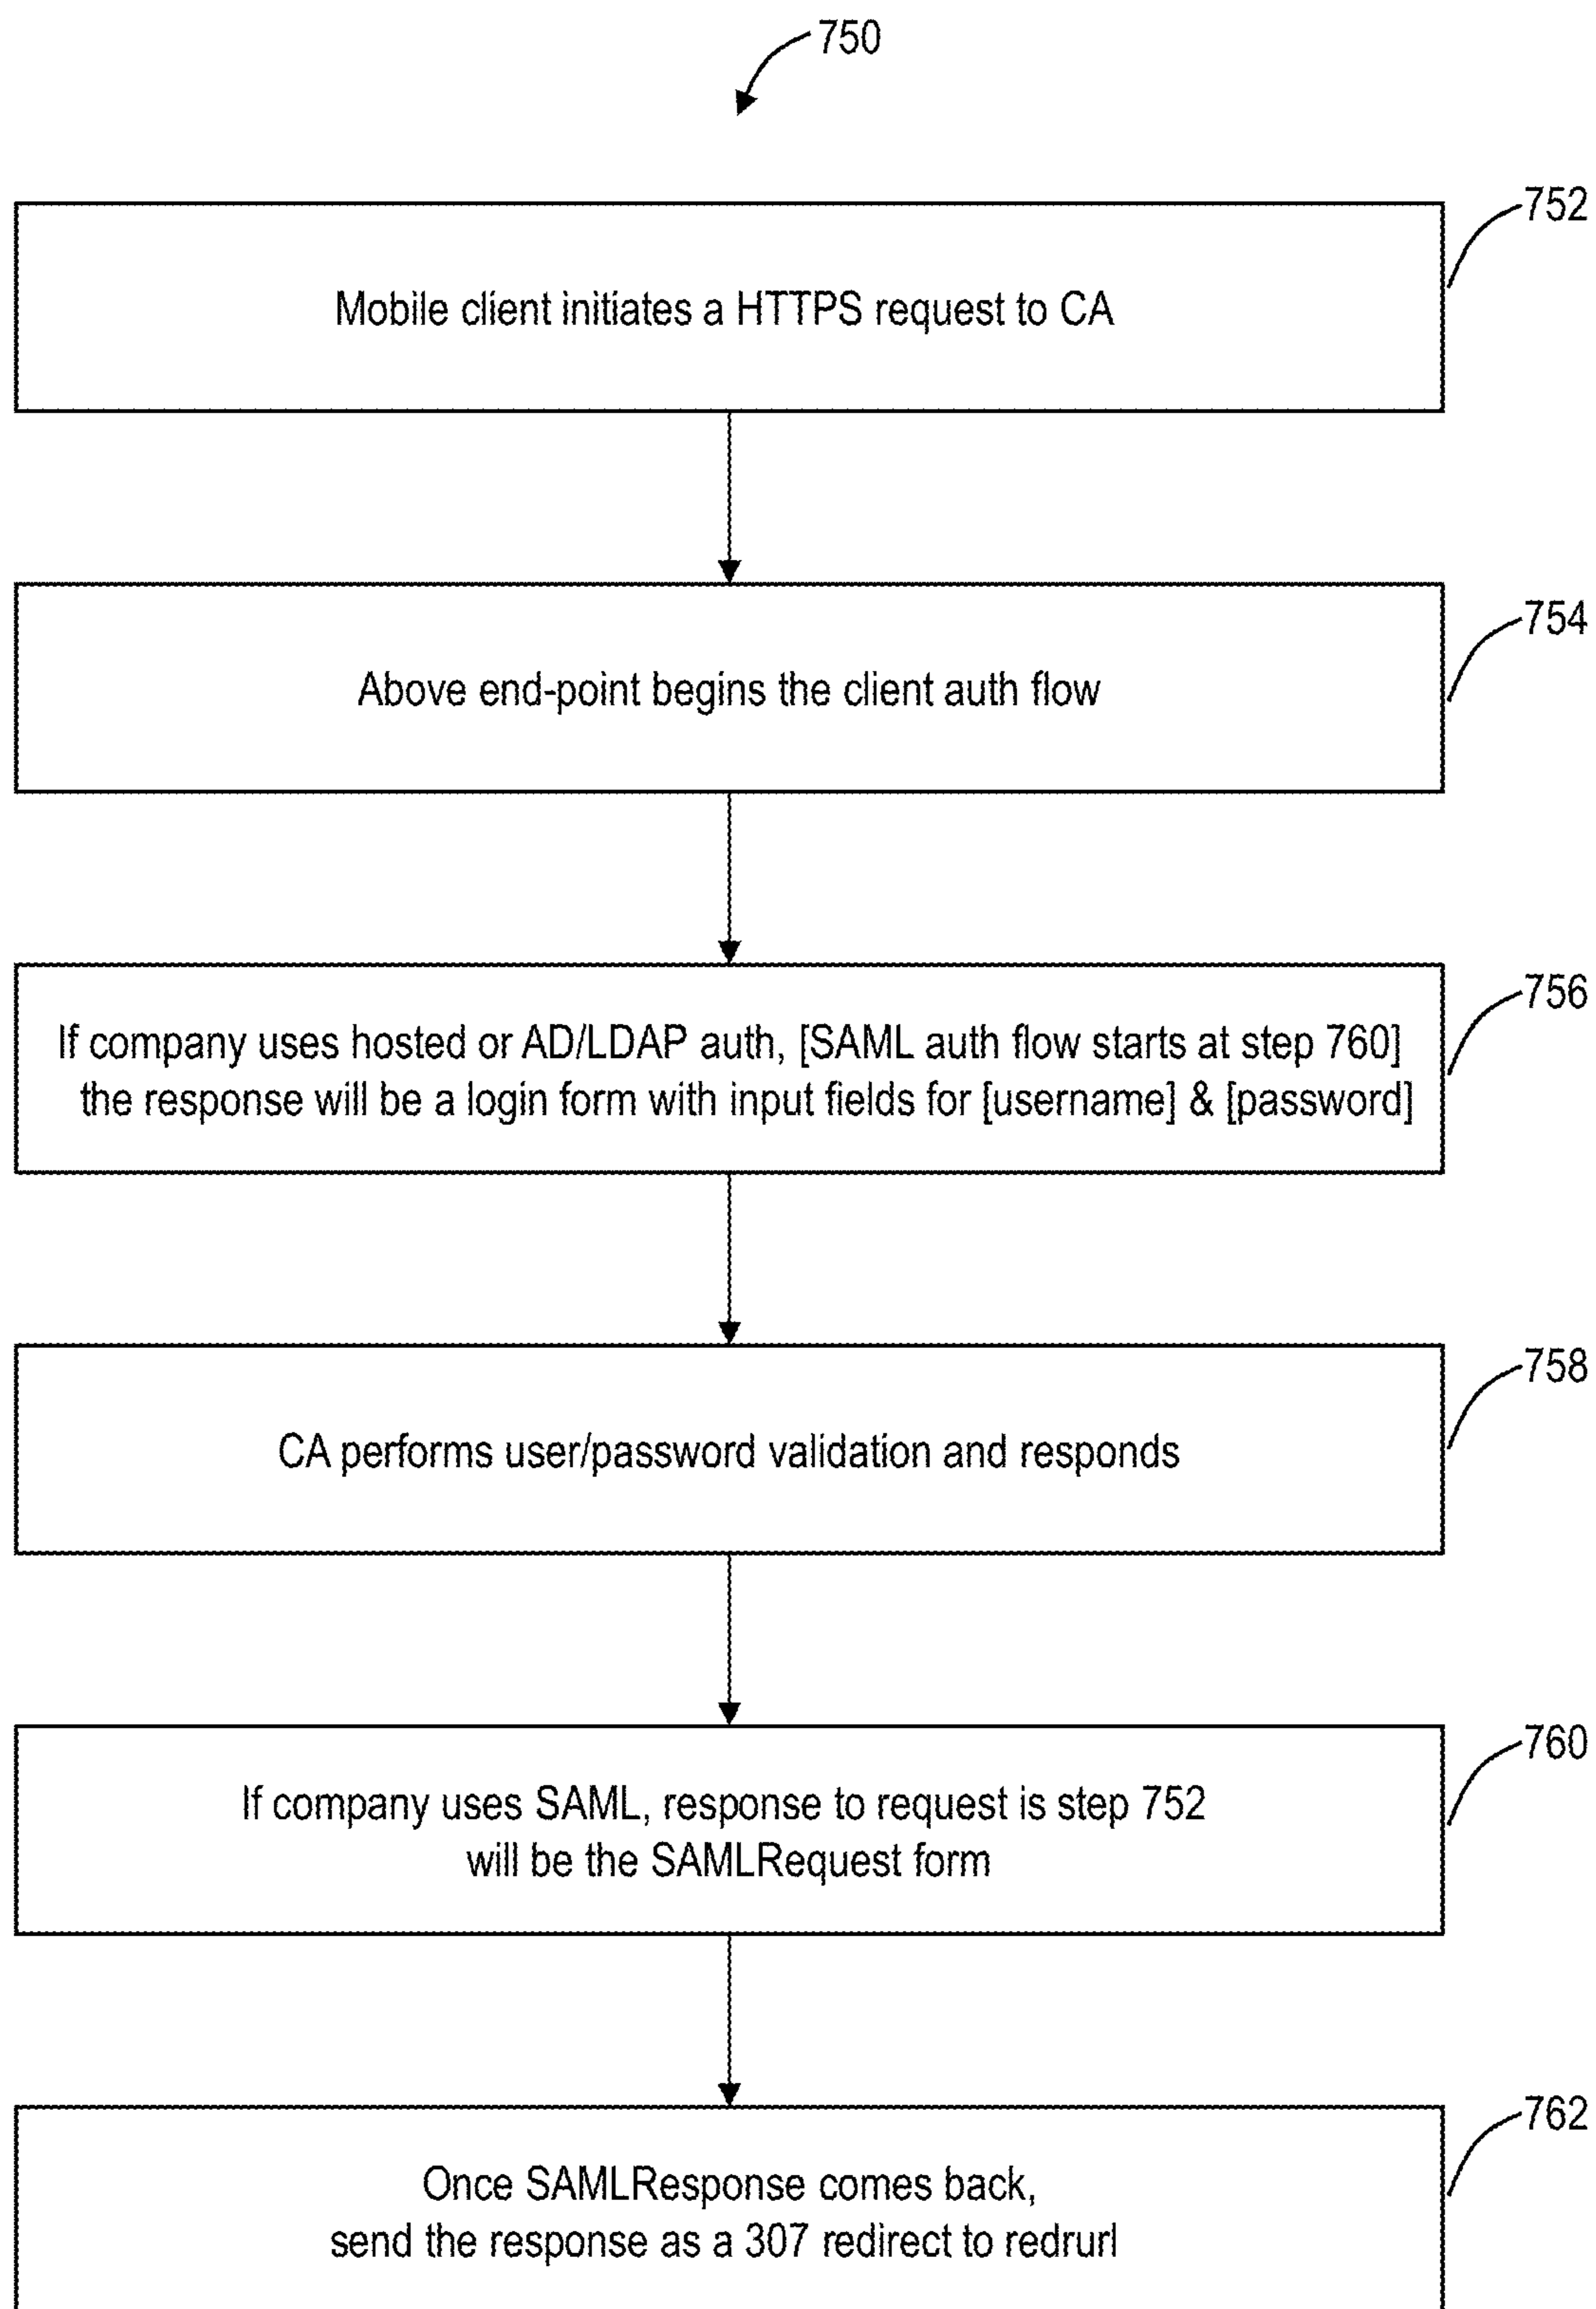 750
752
Mobile client initiates a HTTPS request to CA
754
Above end-point begins the client auth flow
756
If company uses hosted or AD/LDAP auth, [SAML auth flow starts at step 760]
the response will be a login form with input fields for [username] & [password]
758
CA performs user/password validation and responds
760
If company uses SAML, response to request is step 752
will be the SAMLRequest form
762
Once SAMLResponse comes back,
send the response as a 307 redirect to redrurl